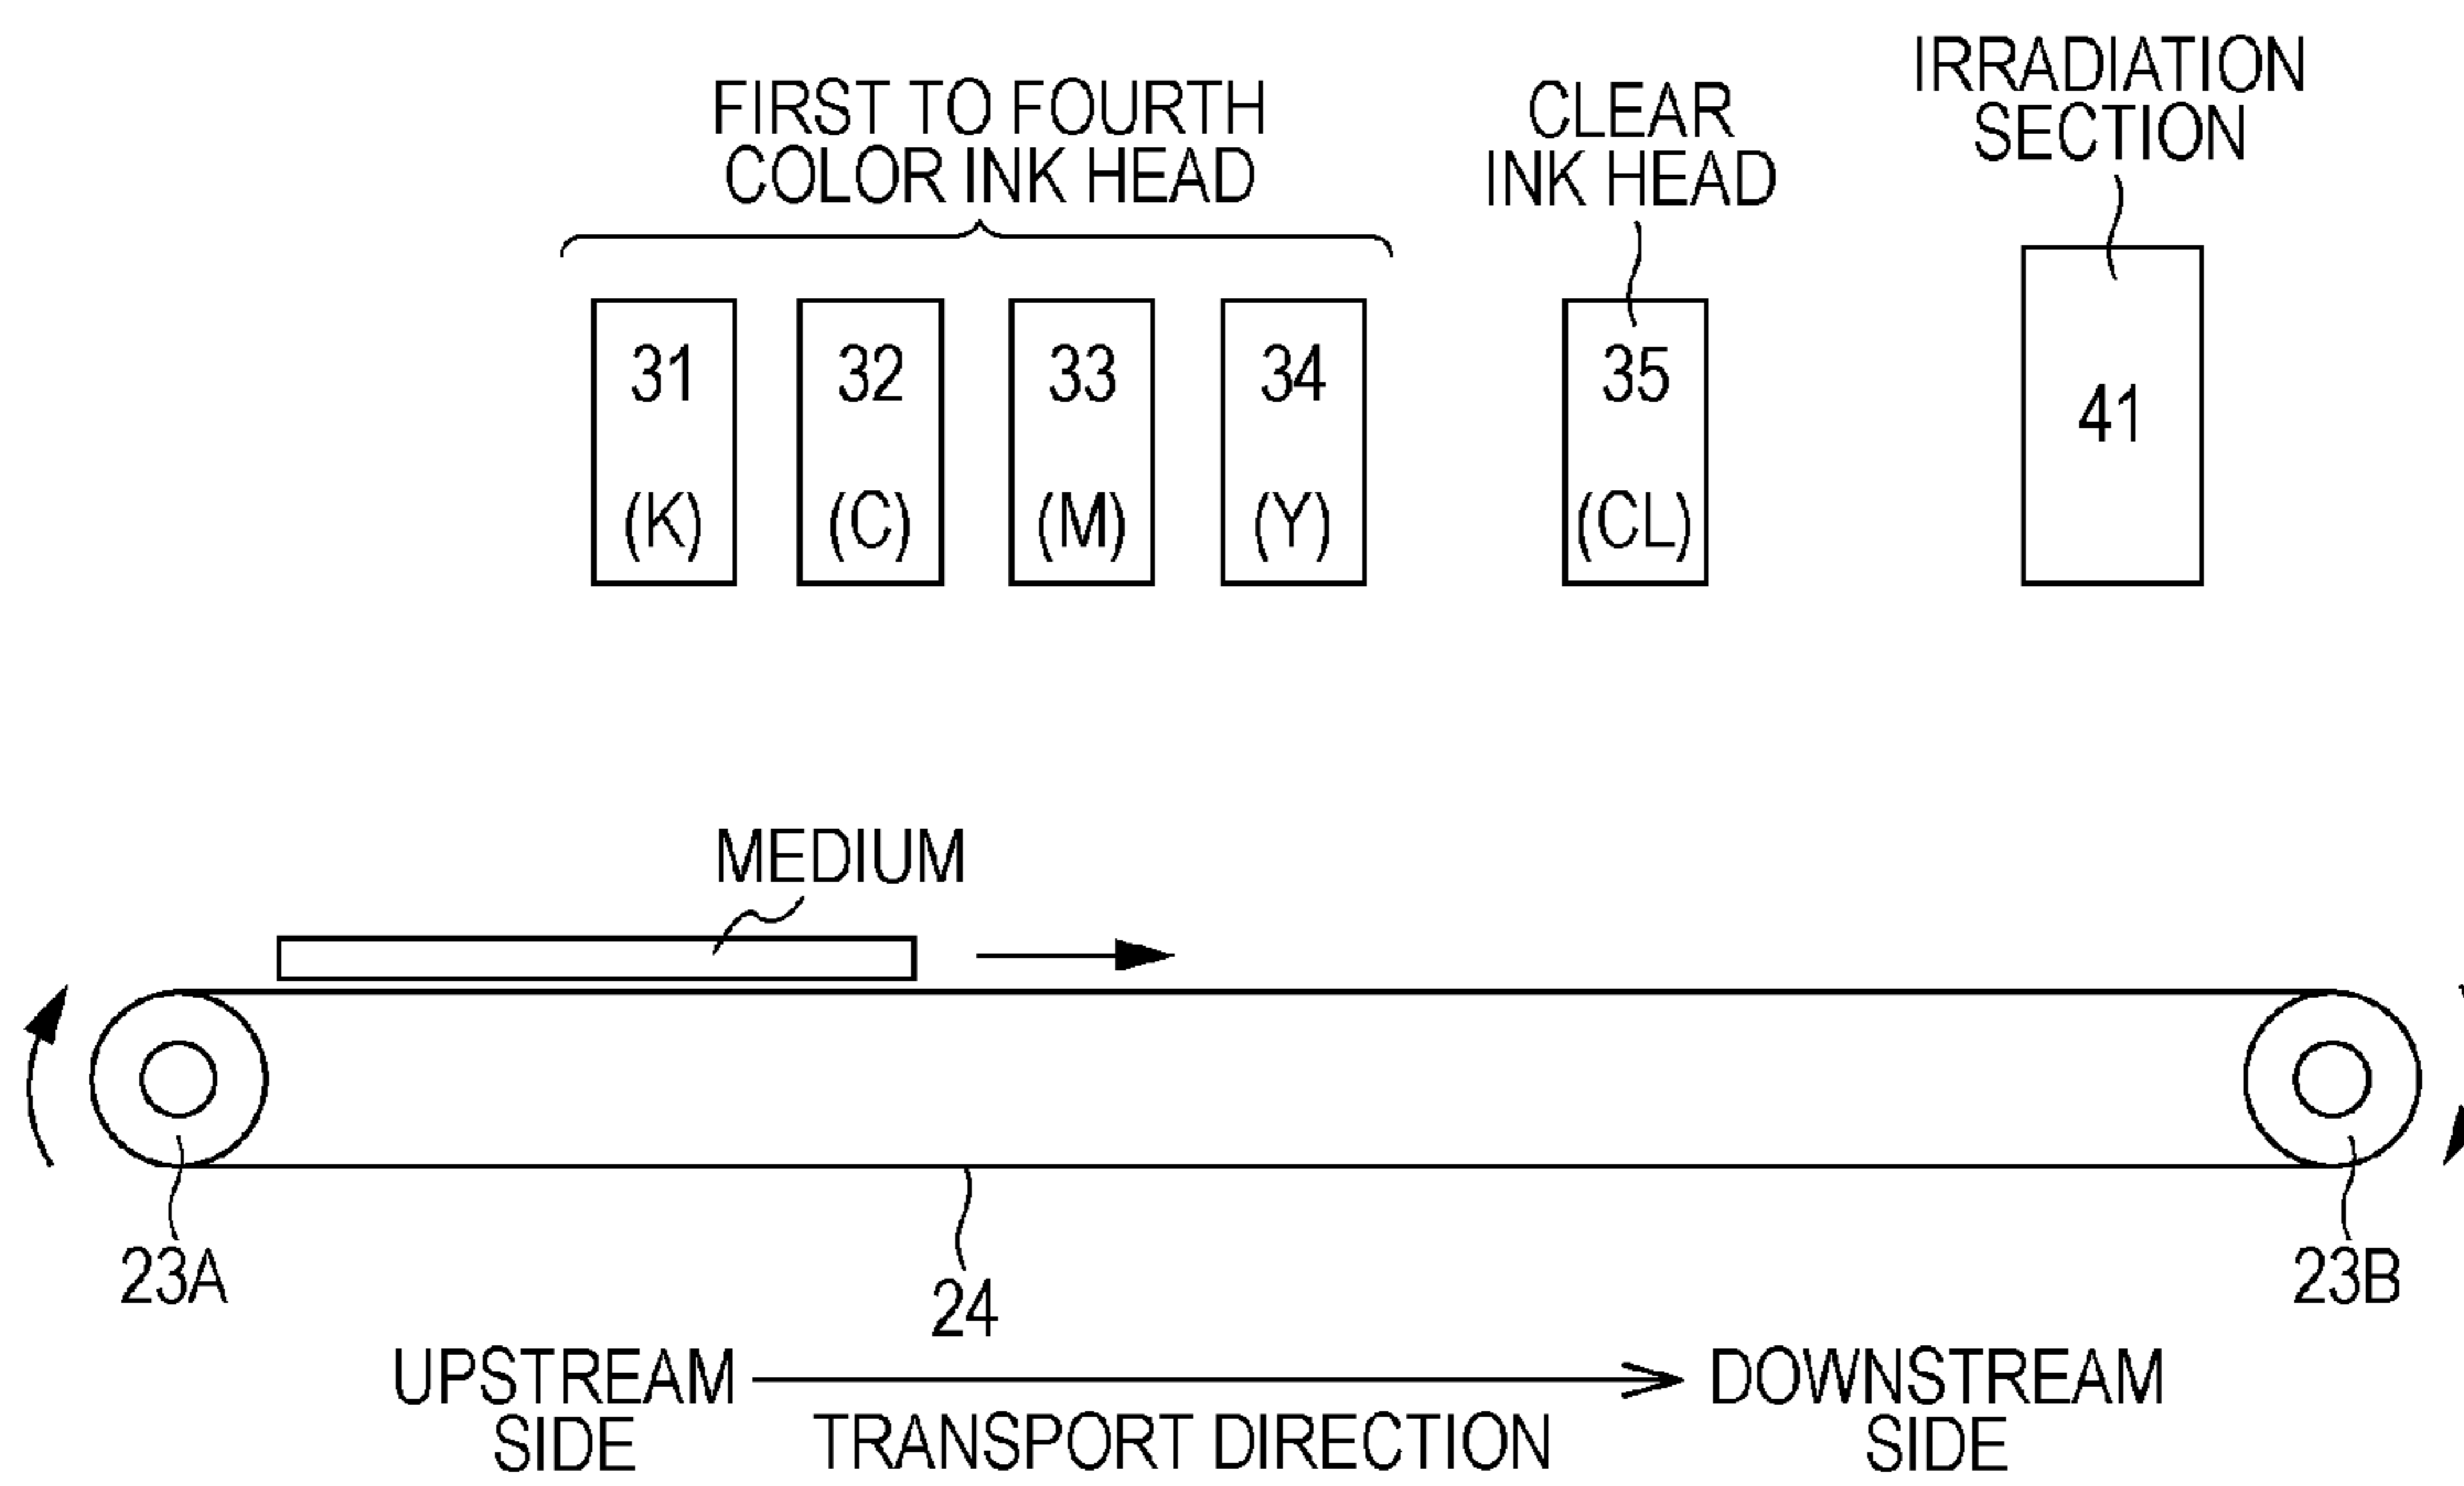 FIRST TO FOURTH
COLOR INK HEAD
CLEAR
INK HEAD
IRRADIATION
SECTION
31
(K)
32
(C)
33
(M)
34
(Y)
35
(CL)
41
MEDIUM
23A
24
23B
UPSTREAM
SIDE
TRANSPORT DIRECTION
DOWNSTREAM
SIDE